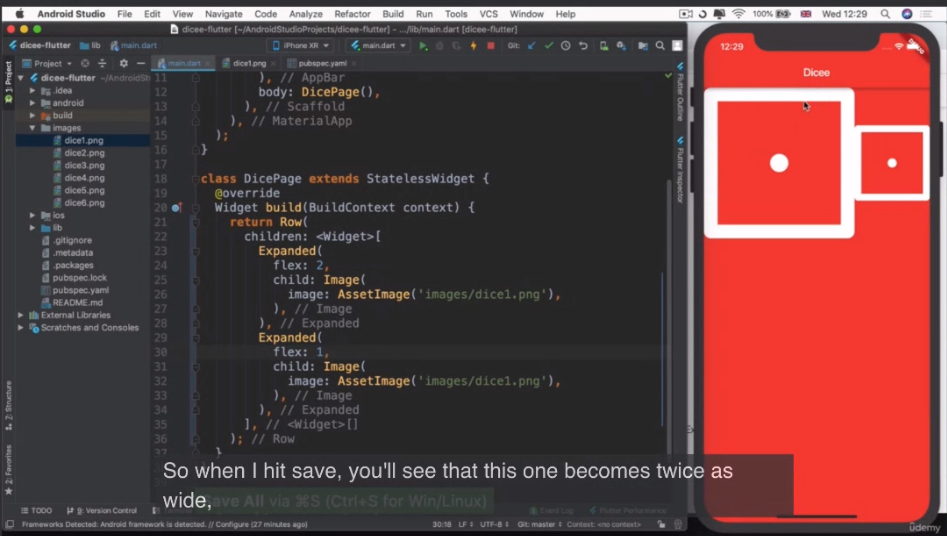 Android Studio File Edit View Navigate Code Analyze Refactor Build Run Tools VCS Window Help 100% Wed 12:29
dicee-flutter [~/AndroidStudioProjects/dicee-flutter] - .../lib/main.dart [dicee-flutter]
dicee-flutter lib main.dart iPhone XR main.dart Git:
Project main.dart dice1.png pubspec.yaml
1: Project
dicee-flutter ~/AndroidSt
.idea
android
build
images
dice1.png
dice2.png
dice3.png
dice4.png
dice5.png
dice6.png
ios
lib
.gitignore
.metadata
.packages
pubspec.lock
pubspec.yaml
README.md
External Libraries
Scratches and Consoles
7: Structure
2: Favorites
11 ), // AppBar
12 body: DicePage(),
13 ), // Scaffold
14 ), // MaterialApp
15 );
16 }
17
18 class DicePage extends StatelessWidget {
19 @override
20 Widget build(BuildContext context) {
21 return Row(
22 children: <Widget>[
23 Expanded(
24 flex: 2,
25 child: Image(
26 image: AssetImage('images/dice1.png'),
27 ), // Image
28 ), // Expanded
29 Expanded(
30 flex: 1,
31 child: Image(
32 image: AssetImage('images/dice1.png'),
33 ), // Image
34 ), // Expanded
35 ], // <Widget>[]
36 ); // Row
37 }
Flutter Outline
Flutter Inspector
12:29
Dicee
So when I hit save, you'll see that this one becomes twice as
wide,
Save All via ⌘S (Ctrl+S for Win/Linux)
TODO 9: Version Control Event Log Flutter Performance
Frameworks Detected: Android framework is detected. // Configure (27 minutes ago) 30:18 LF UTF-8 Git: master Context: <no context>
ûdemy